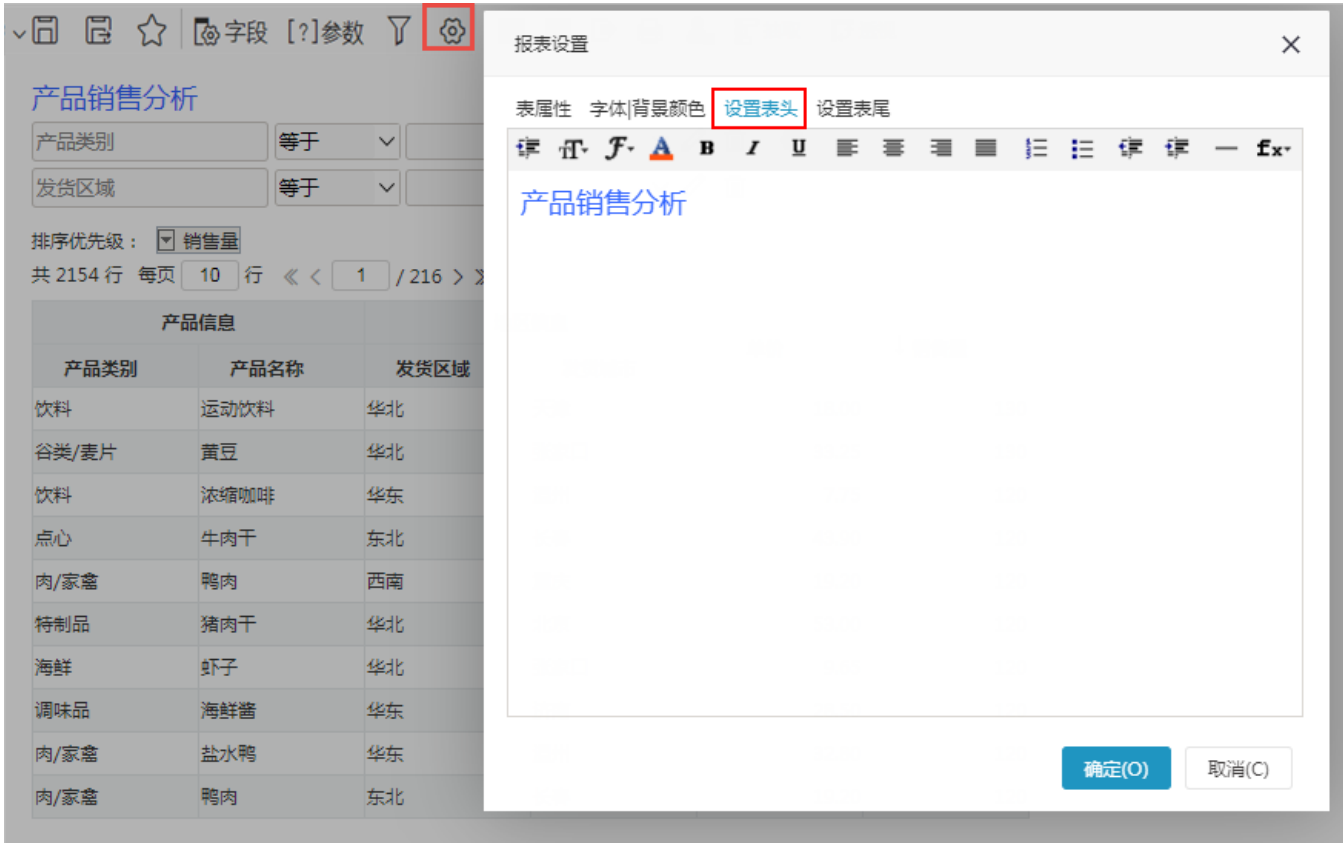 字段 [?]参数
产品销售分析
产品类别 等于
发货区域 等于
排序优先级： 销售量
共 2154 行 每页 10 行 1 / 216
产品信息
产品类别 产品名称 发货区域
饮料 运动饮料 华北
谷类/麦片 黄豆 华北
饮料 浓缩咖啡 华东
点心 牛肉干 东北
肉/家禽 鸭肉 西南
特制品 猪肉干 华北
海鲜 虾子 华北
调味品 海鲜酱 华东
肉/家禽 盐水鸭 华东
肉/家禽 鸭肉 东北
报表设置
表属性 字体|背景颜色 设置表头 设置表尾
B I U fx
产品销售分析
确定(O) 取消(C)